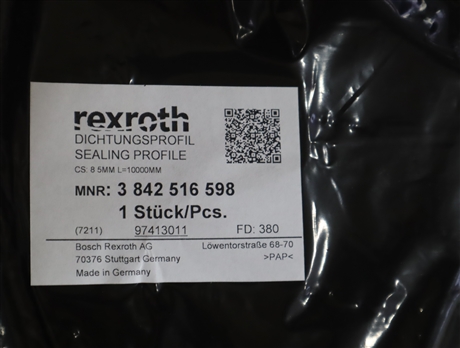 rexroth
DICHTUNGSPROFIL
SEALING PROFILE
CS. 8 5MM L=10000MM
MNR: 3 842 516 598
1 Stück/Pcs.
(7211) 97413011 FD: 380
Bosch Rexroth AG Löwentorstraße 68-70
70376 Stuttgart Germany >PAP<
Made in Germany